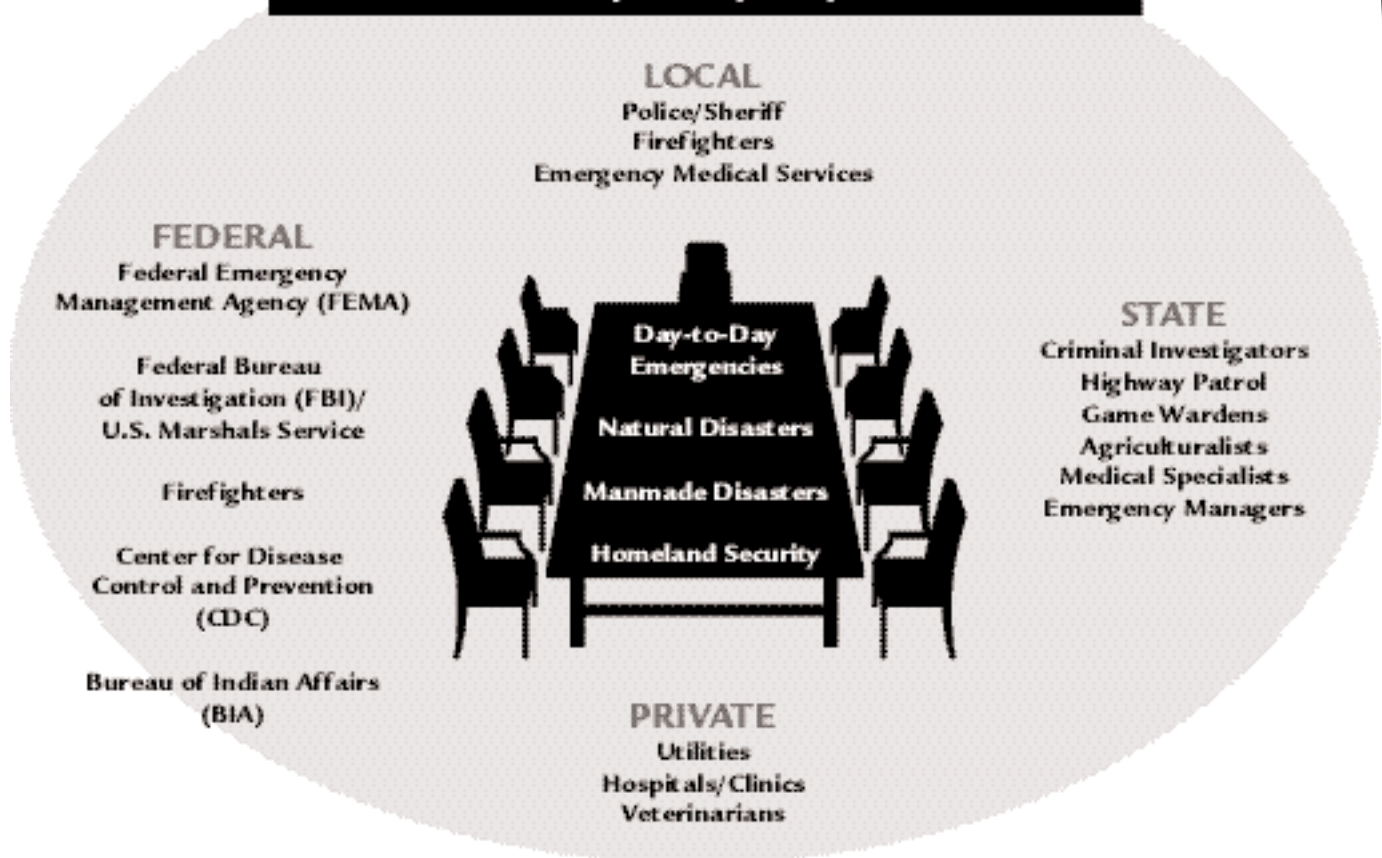 LOCAL
Police/Sheriff
Firefighters
Emergency Medical Services
FEDERAL
Federal Emergency
Management Agency (FEMA)
Federal Bureau
of Investigation (FBI)/
U.S. Marshals Service
Firefighters
Center for Disease
Control and Prevention
(CDC)
Bureau of Indian Affairs
(BIA)
Day-to-Day
Emergencies
Natural Disasters
Manmade Disasters
Homeland Security
STATE
Criminal Investigators
Highway Patrol
Game Wardens
Agriculturalists
Medical Specialists
Emergency Managers
PRIVATE
Utilities
Hospitals/Clinics
Veterinarians